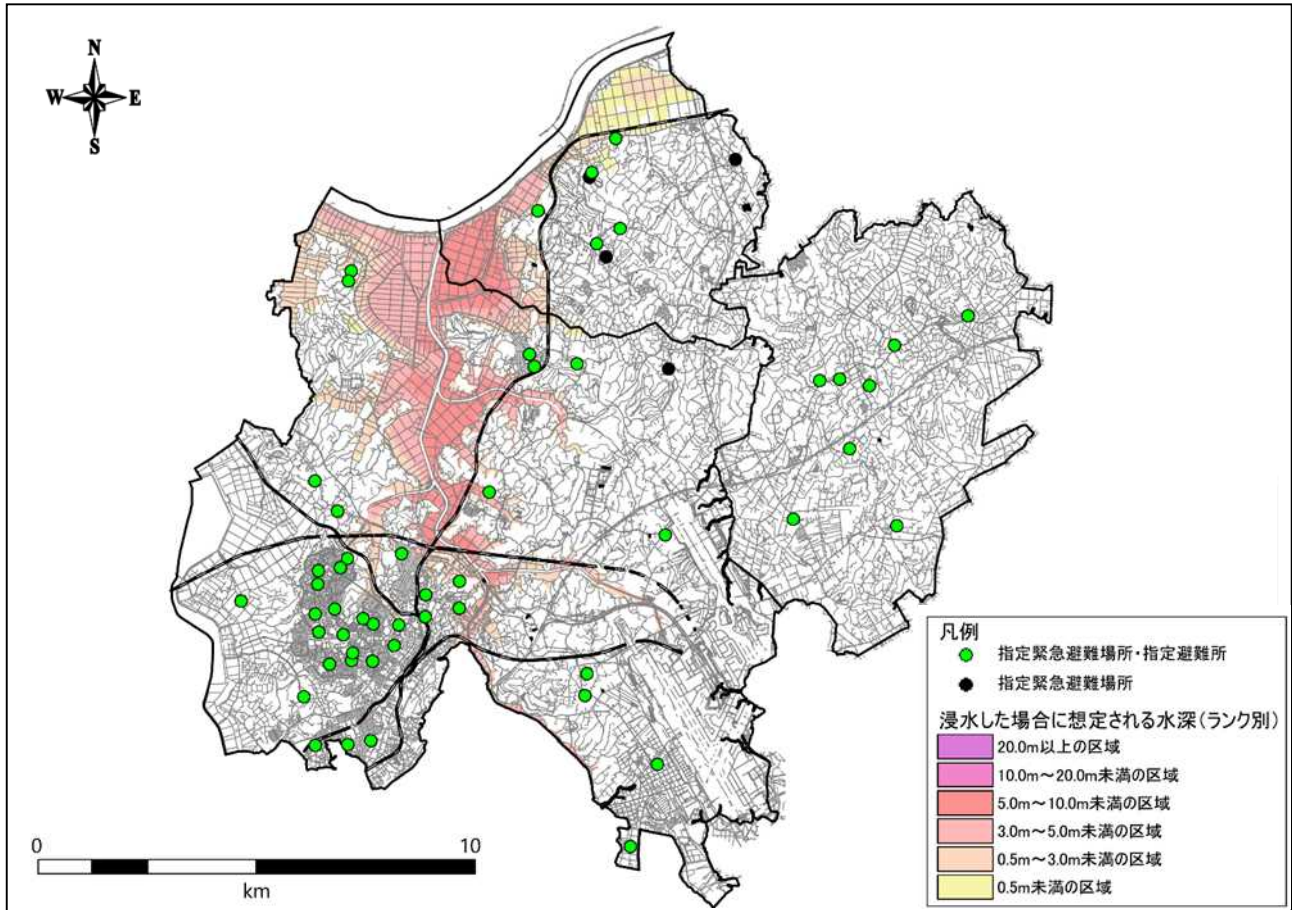 N
W E
S
0 10
km
凡例
指定緊急避難場所・指定避難所
指定緊急避難場所
浸水した場合に想定される水深(ランク別)
20.0m以上の区域
10.0m～20.0m未満の区域
5.0m～10.0m未満の区域
3.0m～5.0m未満の区域
0.5m～3.0m未満の区域
0.5m未満の区域